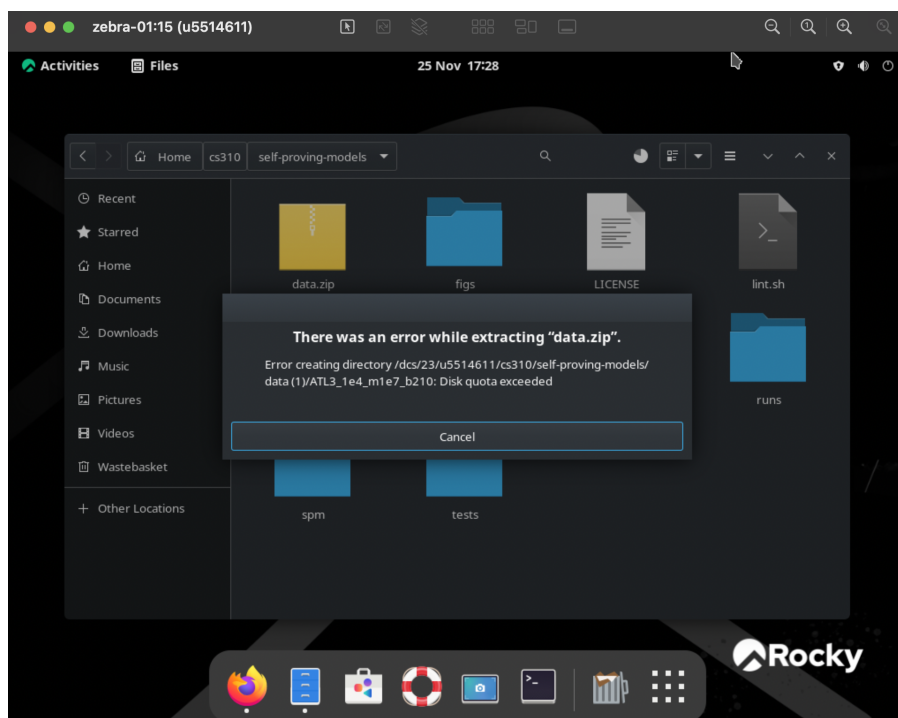 zebra-01:15 (u5514611)
Activities Files 25 Nov 17:28
Home cs310 self-proving-models
Recent
Starred
Home
Documents
Downloads
Music
Pictures
Videos
Wastebasket
+ Other Locations
data.zip figs LICENSE lint.sh
There was an error while extracting “data.zip”.
Error creating directory /dcs/23/u5514611/cs310/self-proving-models/
data (1)/ATL3_1e4_m1e7_b210: Disk quota exceeded
Cancel
runs
spm tests
Rocky